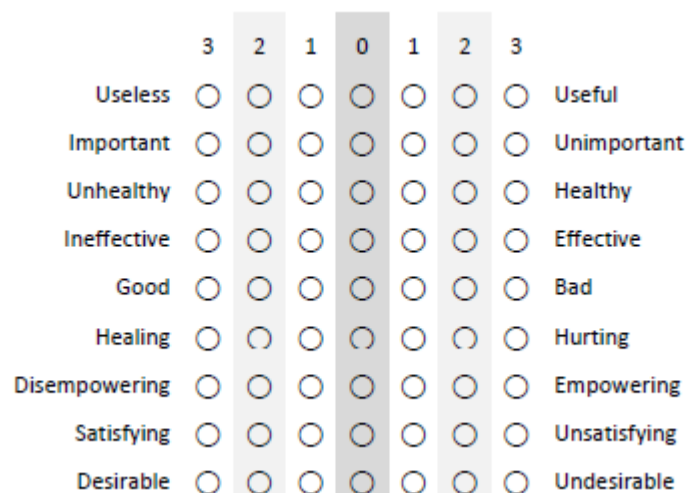 3 2 1 0 1 2 3
Useless Useful
Important Unimportant
Unhealthy Healthy
Ineffective Effective
Good Bad
Healing Hurting
Disempowering Empowering
Satisfying Unsatisfying
Desirable Undesirable